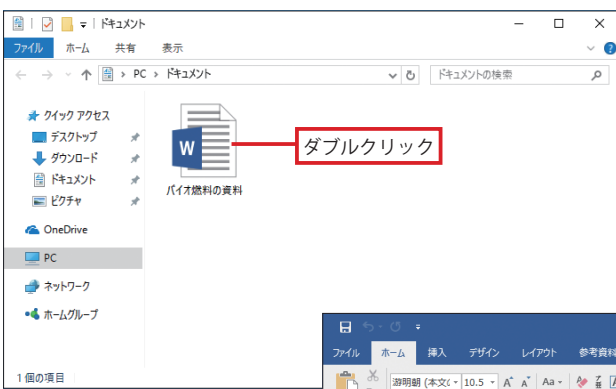 ドキュメント
ファイル ホーム 共有 表示
PC ドキュメント ドキュメントの検索
クイック アクセス
デスクトップ
ダウンロード
ドキュメント
ピクチャ
OneDrive
PC
ネットワーク
ホームグループ
W
バイオ燃料の資料
ダブルクリック
1 個の項目
ファイル ホーム 挿入 デザイン レイアウト 参考資料
游明朝 (本文( 10.5 A A Aa